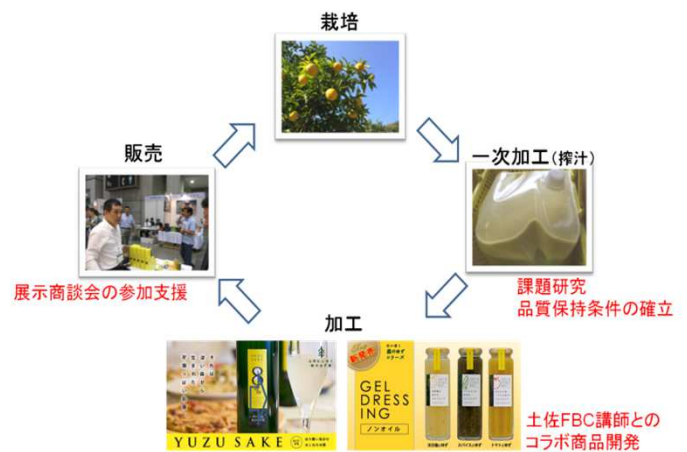 栽培
販売
一次加工(搾汁)
展示商談会の参加支援
課題研究
品質保持条件の確立
加工
YUZU SAKE
新発売
GEL
DRESS
ING
ノンオイル
土佐FBC講師との
コラボ商品開発